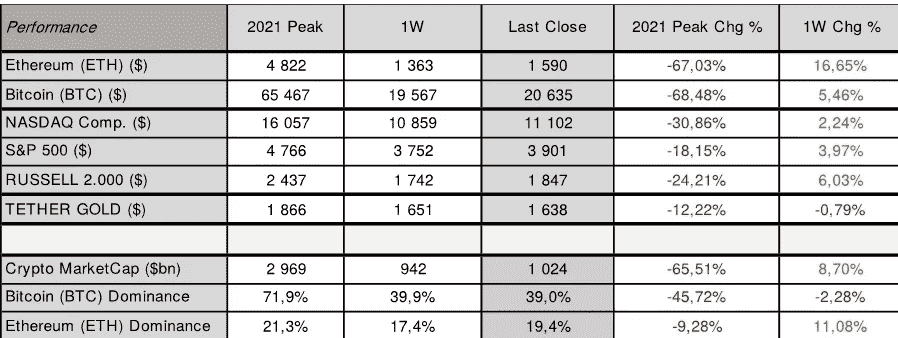 Performance 2021 Peak 1W Last Close 2021 Peak Chg % 1W Chg %
Ethereum (ETH) ($) 4 822 1 363 1 590 -67,03% 16,65%
Bitcoin (BTC) ($) 65 467 19 567 20 635 -68,48% 5,46%
NASDAQ Comp. ($) 16 057 10 859 11 102 -30,86% 2,24%
S&P 500 ($) 4 766 3 752 3 901 -18,15% 3,97%
RUSSELL 2.000 ($) 2 437 1 742 1 847 -24,21% 6,03%
TETHER GOLD ($) 1 866 1 651 1 638 -12,22% -0,79%
Crypto MarketCap ($bn) 2 969 942 1 024 -65,51% 8,70%
Bitcoin (BTC) Dominance 71,9% 39,9% 39,0% -45,72% -2,28%
Ethereum (ETH) Dominance 21,3% 17,4% 19,4% -9,28% 11,08%